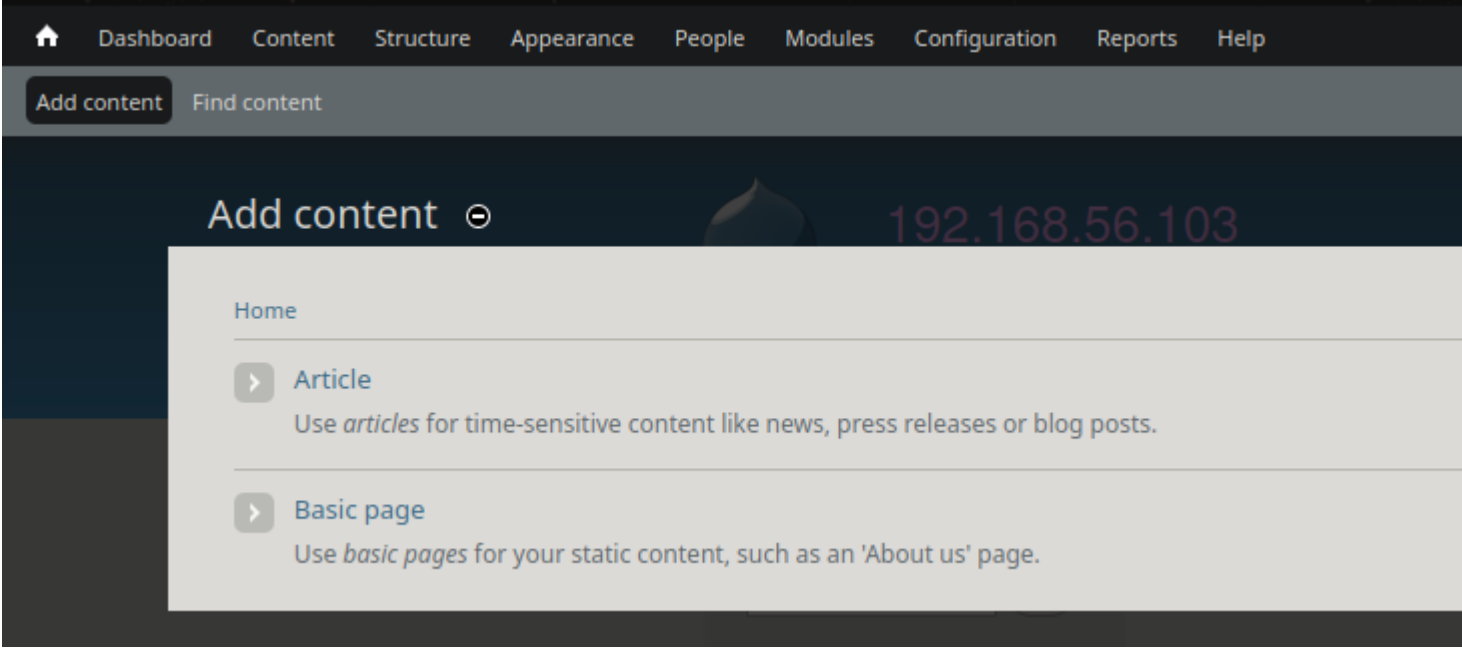 Dashboard Content Structure Appearance People Modules Configuration Reports Help
Add content Find content
Add content
192.168.56.103
Home
Article
Use articles for time-sensitive content like news, press releases or blog posts.
Basic page
Use basic pages for your static content, such as an 'About us' page.